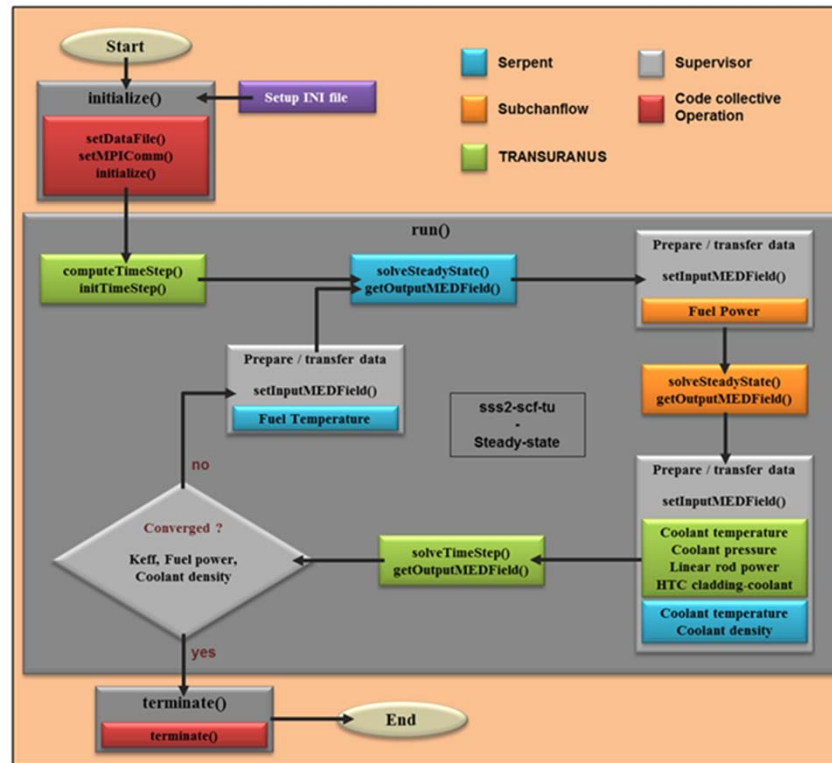 Start
initialize()
Setup INI file
setDataFile()
setMPIComm()
initialize()
Serpent
Supervisor
Subchanflow
Code collective
Operation
TRANSURANUS
run()
computeTimeStep()
initTimeStep()
solveSteadyState()
getOutputMEDField()
Prepare / transfer data
setInputMEDField()
Fuel Power
Prepare / transfer data
setInputMEDField()
Fuel Temperature
solveSteadyState()
getOutputMEDField()
sss2-scf-tu
-
Steady-state
no
Prepare / transfer data
setInputMEDField()
Coolant temperature
Coolant pressure
Linear rod power
HTC cladding-coolant
Coolant temperature
Coolant density
solveTimeStep()
getOutputMEDField()
Converged ?
Keff, Fuel power,
Coolant density
yes
terminate()
terminate()
End